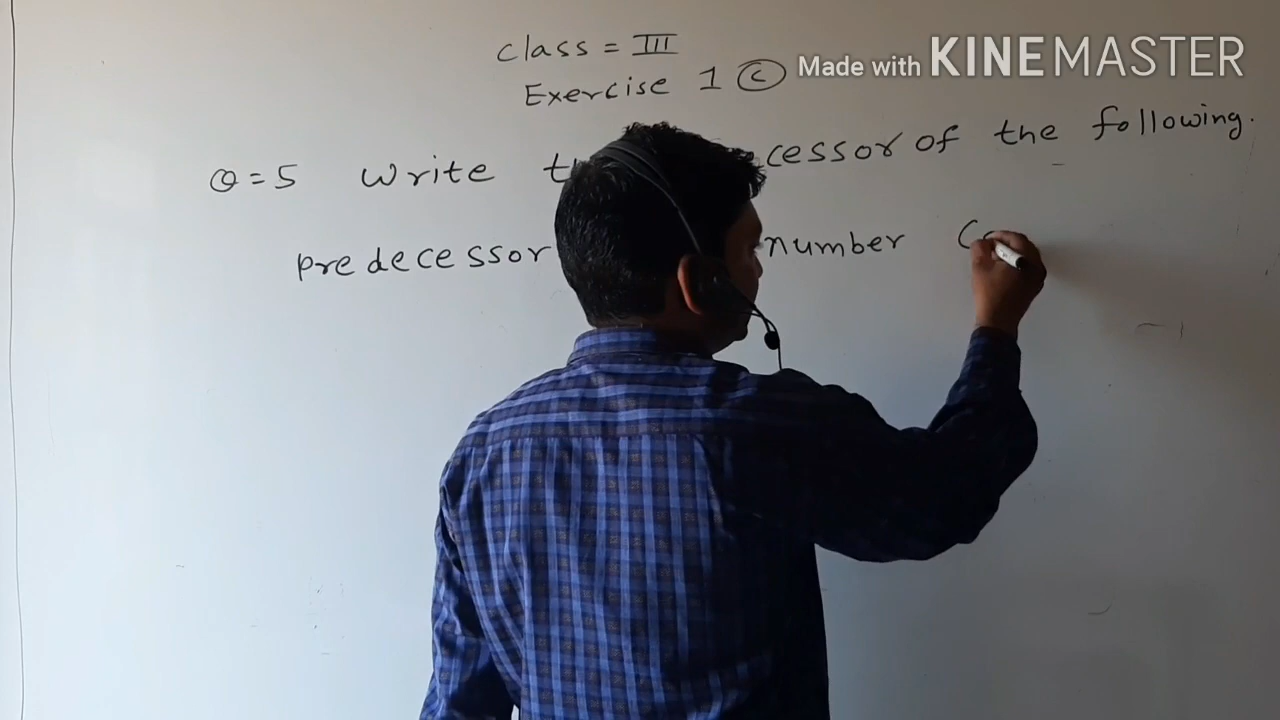 class = III
Made with KINEMASTER
Exercise 1 (c)
Q=5 write cessor of the following.
predecessor number